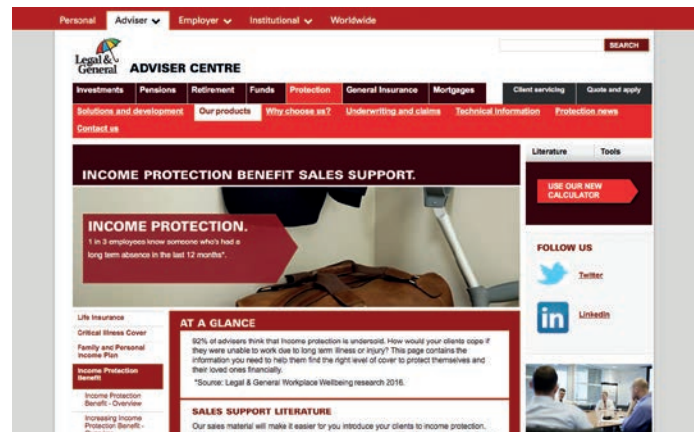 Personal Adviser Employer Institutional Worldwide
Legal & General
ADVISER CENTRE
SEARCH
Investments Pensions Retirement Funds Protection General Insurance Mortgages Client servicing Quote and apply
Solutions and development Our products Why choose us? Underwriting and claims Technical Information Protection news
Contact us
Literature Tools
INCOME PROTECTION BENEFIT SALES SUPPORT.
USE OUR NEW
CALCULATOR
INCOME PROTECTION.
1 in 3 employees know someone who's had a
long term absence in the last 12 months*.
FOLLOW US
Twitter
in LinkedIn
Life Insurance
Critical Illness Cover
Family and Personal
Income Plan
Income Protection
Benefit
Income Protection
Benefit - Overview
Increasing Income
Protection Benefit -
AT A GLANCE
92% of advisers think that Income protection is undersold. How would your clients cope if
they were unable to work due to long term illness or injury? This page contains the
information you need to help them find the right level of cover to protect themselves and
their loved ones financially.
*Source: Legal & General Workplace Wellbeing research 2016.
SALES SUPPORT LITERATURE
Our sales material will make it easier for you introduce your clients to income protection.